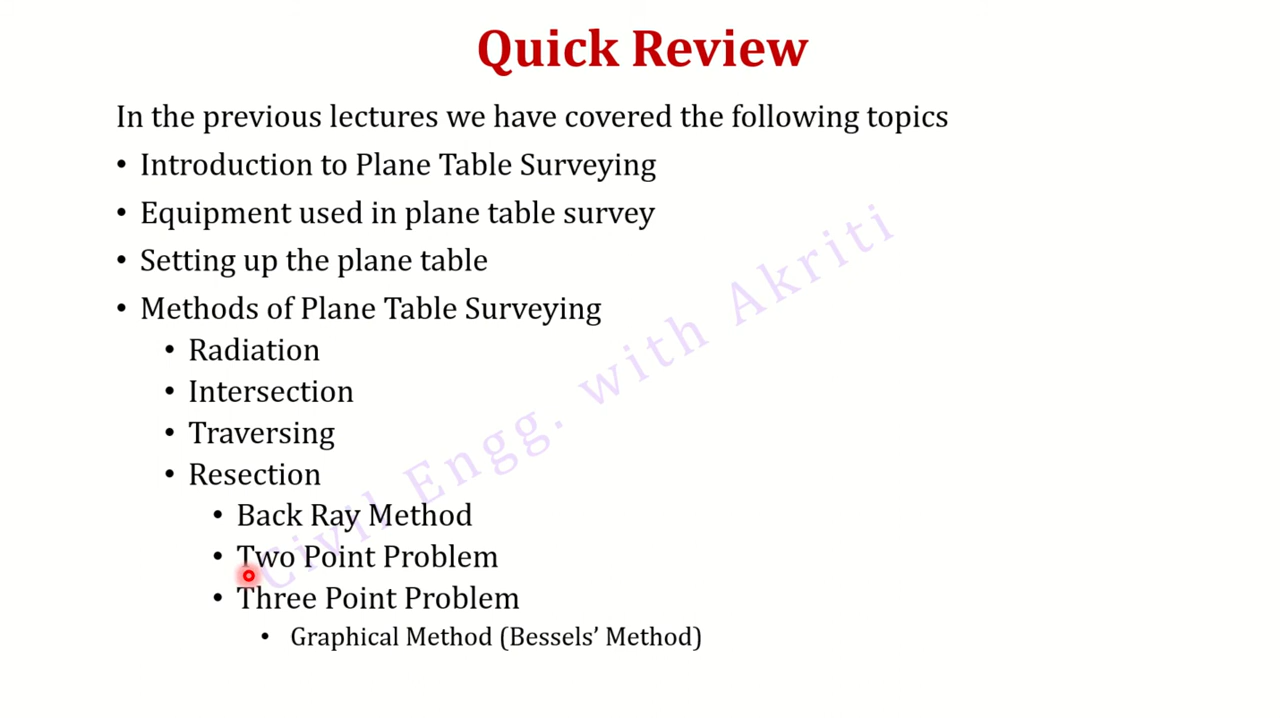 Quick Review
In the previous lectures we have covered the following topics
• Introduction to Plane Table Surveying
• Equipment used in plane table survey
• Setting up the plane table
• Methods of Plane Table Surveying
• Radiation
• Intersection
• Traversing
• Resection
• Back Ray Method
• Two Point Problem
• Three Point Problem
• Graphical Method (Bessels’ Method)
Civil Engg. with Akriti